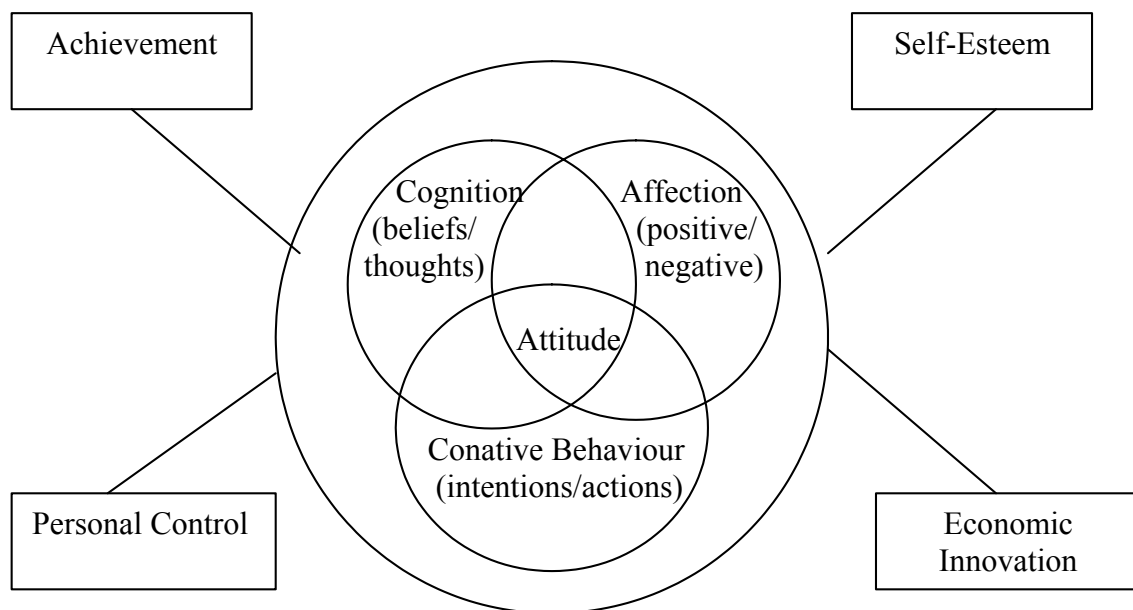 Achievement
Self-Esteem
Cognition
(beliefs/
thoughts)
Affection
(positive/
negative)
Attitude
Conative Behaviour
(intentions/actions)
Personal Control
Economic
Innovation